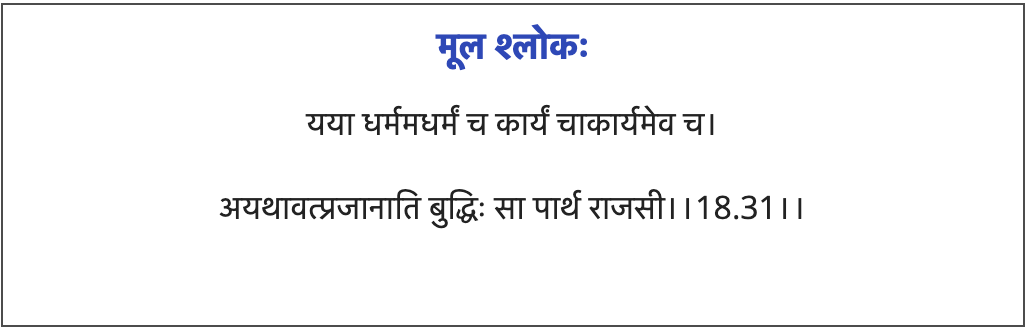 मूल श्लोकः
यया धर्ममधर्मं च कार्यं चाकार्यमेव च।
अयथावत्प्रजानाति बुद्धिः सा पार्थ राजसी।।18.31।।